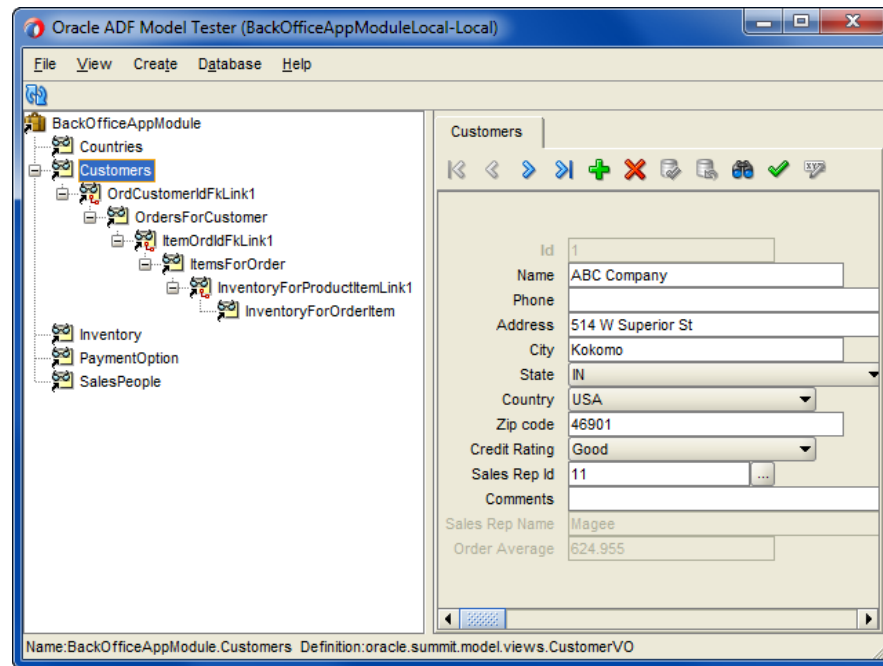 Oracle ADF Model Tester (BackOfficeAppModuleLocal-Local)
File View Create Database Help
BackOfficeAppModule
Countries
Customers
OrdCustomerIdFkLink1
OrdersForCustomer
ItemOrdIdFkLink1
ItemsForOrder
InventoryForProductItemLink1
InventoryForOrderItem
Inventory
PaymentOption
SalesPeople
Customers
Id 1
Name ABC Company
Phone
Address 514 W Superior St
City Kokomo
State IN
Country USA
Zip code 46901
Credit Rating Good
Sales Rep Id 11 ...
Comments
Sales Rep Name Magee
Order Average 624.955
Name:BackOfficeAppModule.Customers Definition:oracle.summit.model.views.CustomerVO